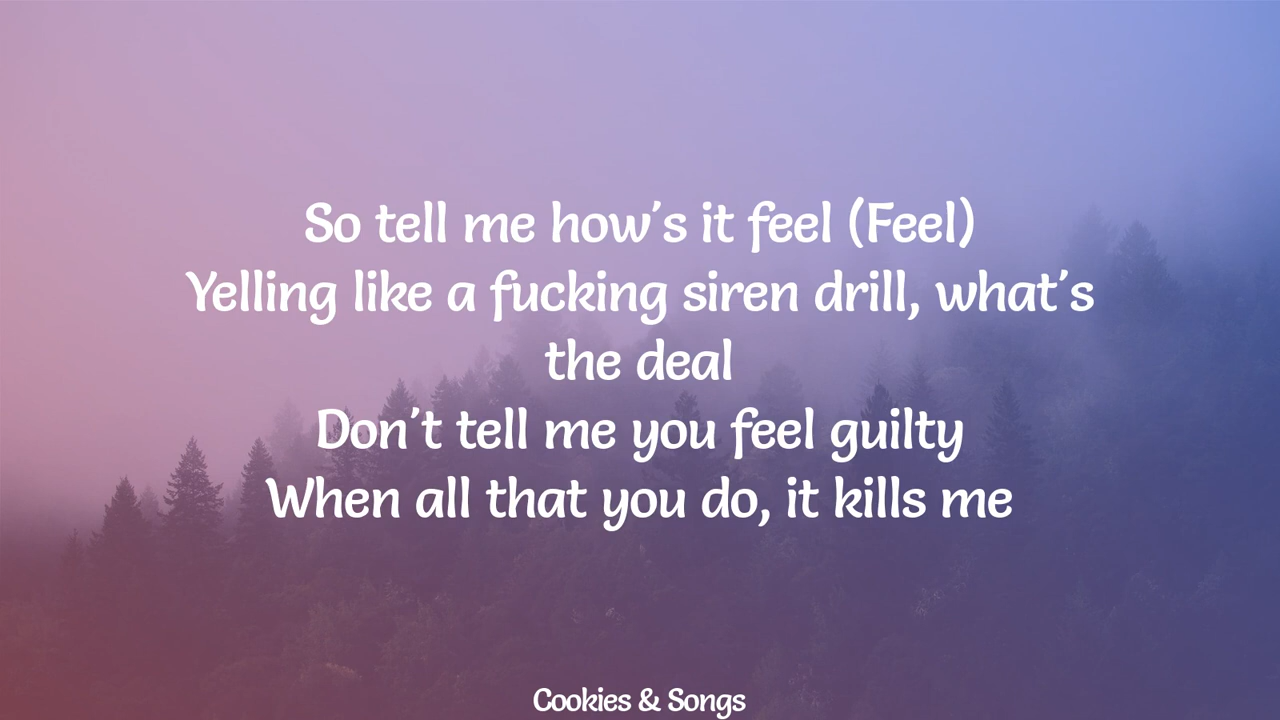 So tell me how's it feel (Feel)
Yelling like a fucking siren drill, what's
the deal
Don't tell me you feel guilty
When all that you do, it kills me
Cookies & Songs